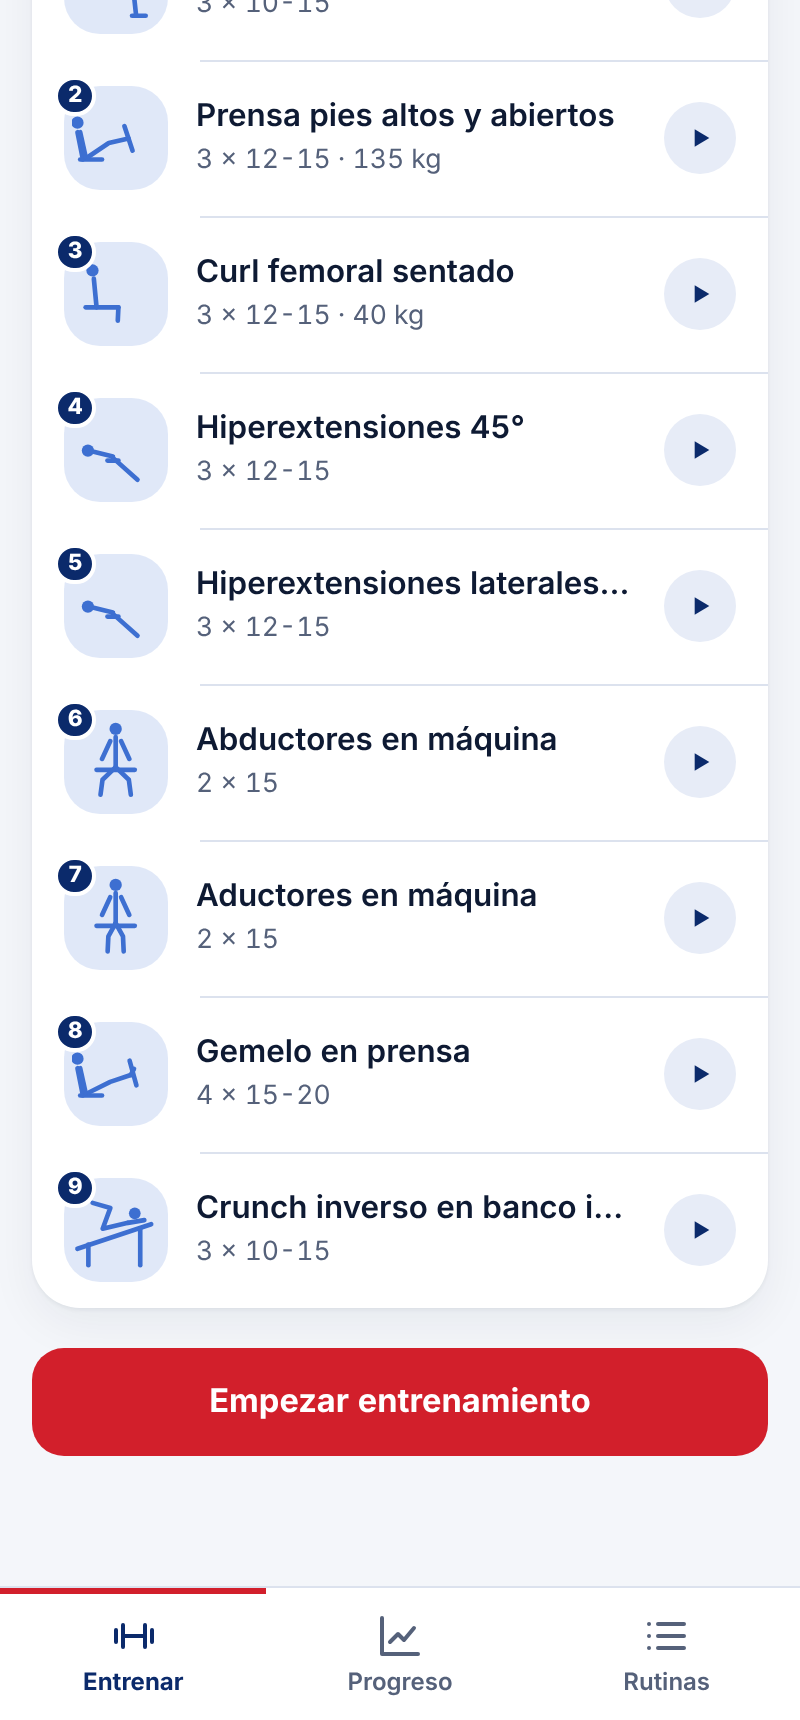 3 × 10-15
2
Prensa pies altos y abiertos
3 × 12-15 · 135 kg
3
Curl femoral sentado
3 × 12-15 · 40 kg
4
Hiperextensiones 45°
3 × 12-15
5
Hiperextensiones laterales...
3 × 12-15
6
Abductores en máquina
2 × 15
7
Aductores en máquina
2 × 15
8
Gemelo en prensa
4 × 15-20
9
Crunch inverso en banco i...
3 × 10-15
Empezar entrenamiento
Entrenar
Progreso
Rutinas